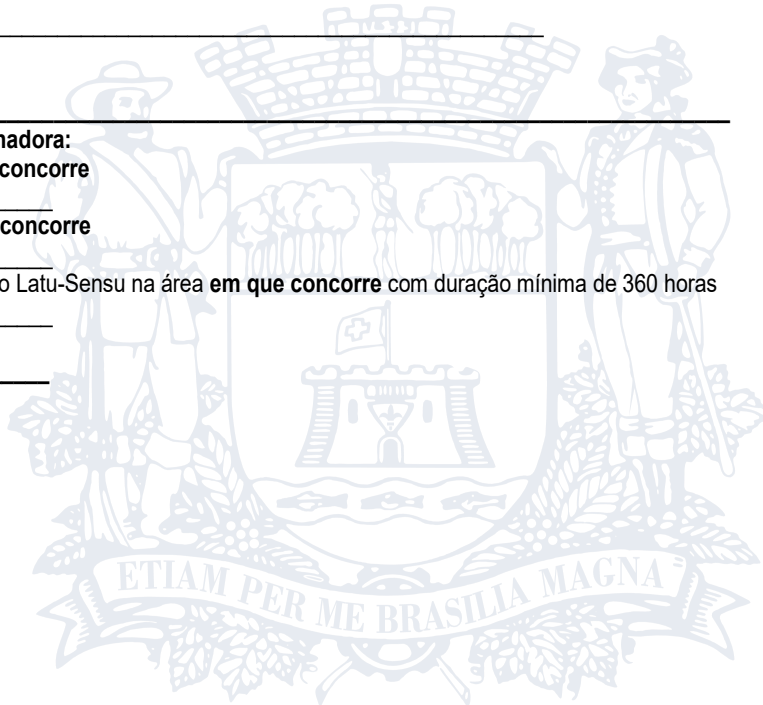 nadora:
concorre
concorre
o Latu-Sensu na área em que concorre com duração mínima de 360 horas
ETIAM PER ME BRASILIA MAGNA